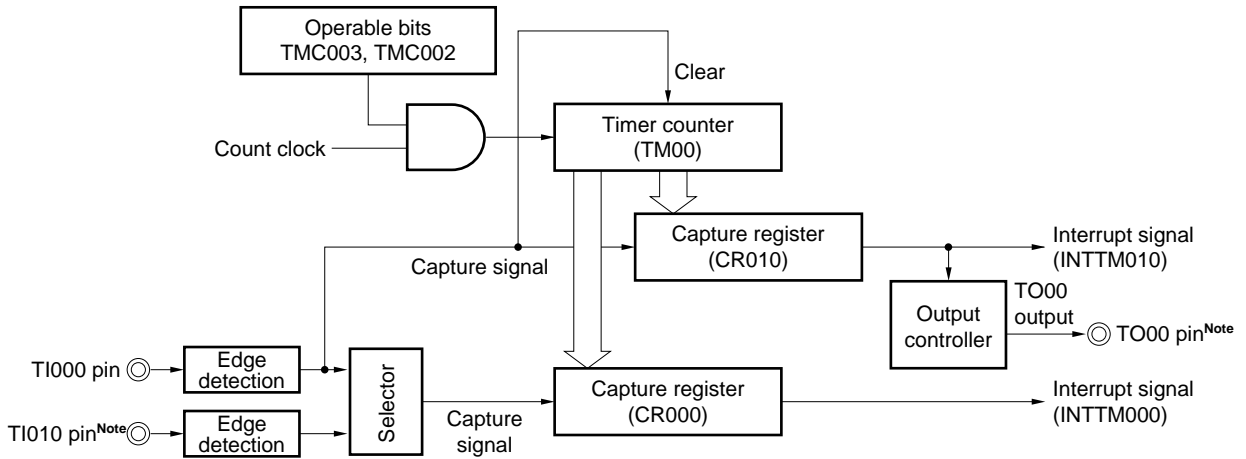 Operable bits
TMC003, TMC002
Clear
Count clock
Timer counter
(TM00)
Capture register
(CR010)
Capture signal
Interrupt signal
(INTTM010)
Output
controller
TO00
output
TO00 pinNote
TI000 pin
Edge
detection
TI010 pinNote
Edge
detection
Selector
Capture
signal
Capture register
(CR000)
Interrupt signal
(INTTM000)